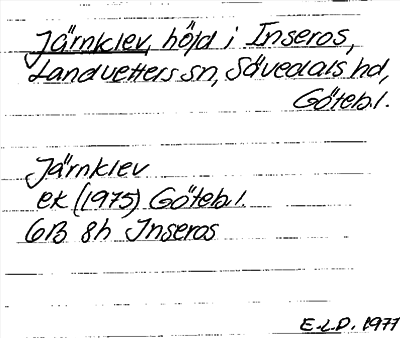 Järnklev, höjd i Inseros,
Landvetters sn, Sävedals hd,
Göteb.l.
Järnklev
ek (1975) Göteb.l.
6B 8h Inseros
E.L.D. 1977